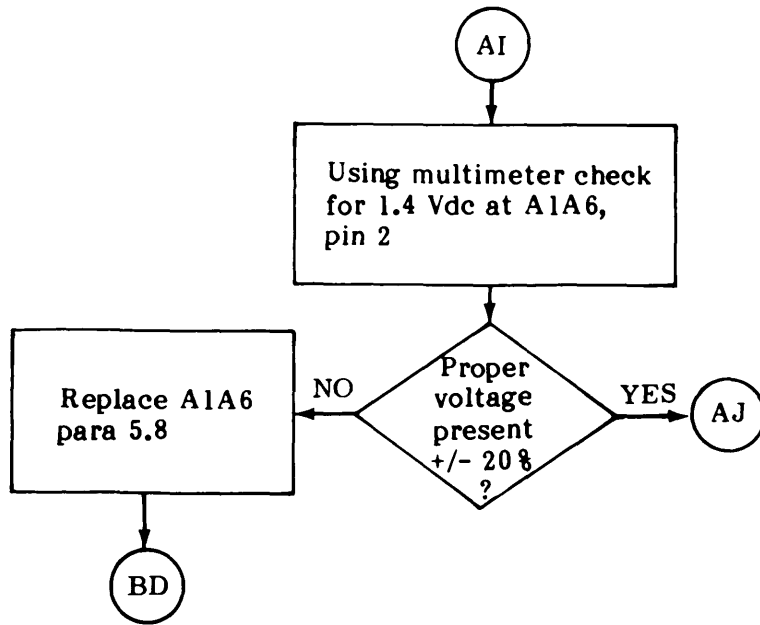 AI
Using multimeter check
for 1.4 Vdc at A1A6,
pin 2
Proper
voltage
present
+/- 20%
?
NO
YES
Replace A1A6
para 5.8
AJ
BD